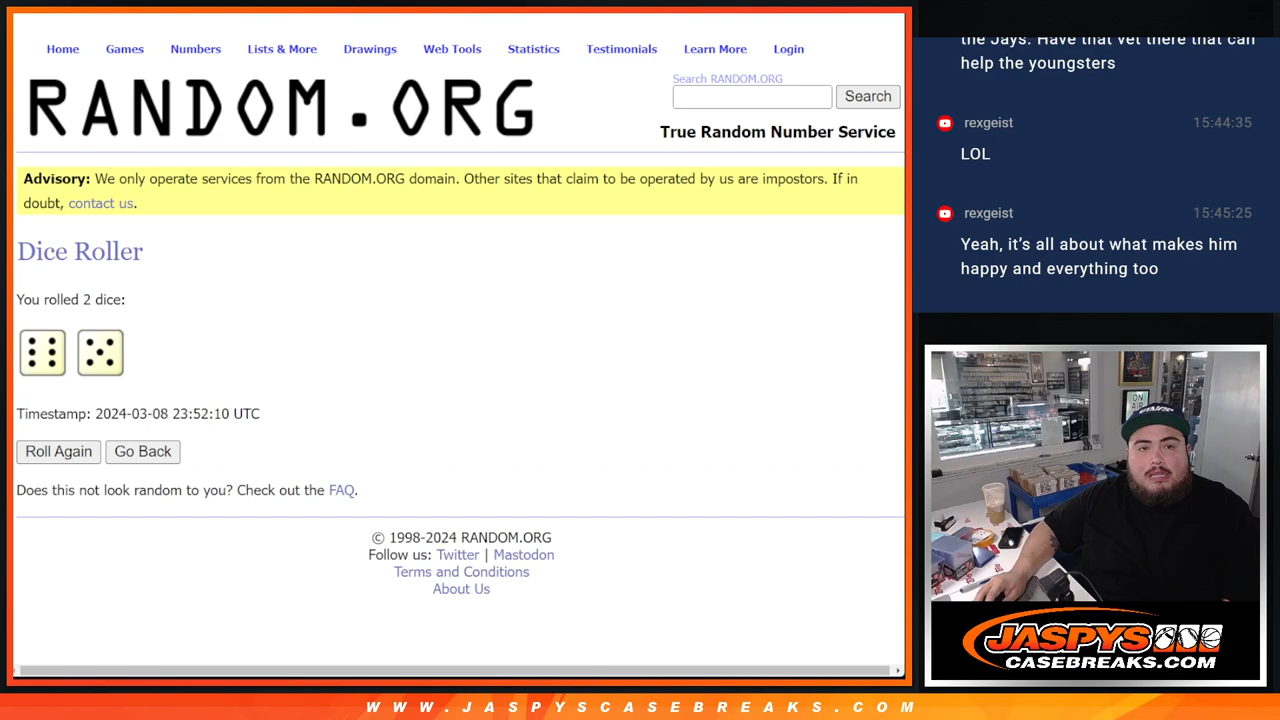 Home Games Numbers Lists & More Drawings Web Tools Statistics Testimonials Learn More Login
RANDOM.ORG
Search RANDOM.ORG
Search
True Random Number Service
Advisory: We only operate services from the RANDOM.ORG domain. Other sites that claim to be operated by us are impostors. If in
doubt, contact us.
Dice Roller
You rolled 2 dice:
Timestamp: 2024-03-08 23:52:10 UTC
Roll Again Go Back
Does this not look random to you? Check out the FAQ.
© 1998-2024 RANDOM.ORG
Follow us: Twitter | Mastodon
Terms and Conditions
About Us
the Jays. Have that vet there that can
help the youngsters
rexgeist 15:44:35
LOL
rexgeist 15:45:25
Yeah, it’s all about what makes him
happy and everything too
ON
AIR
JASPYS
CASEBREAKS.COM
WWW.JASPYSCASEBREAKS.COM